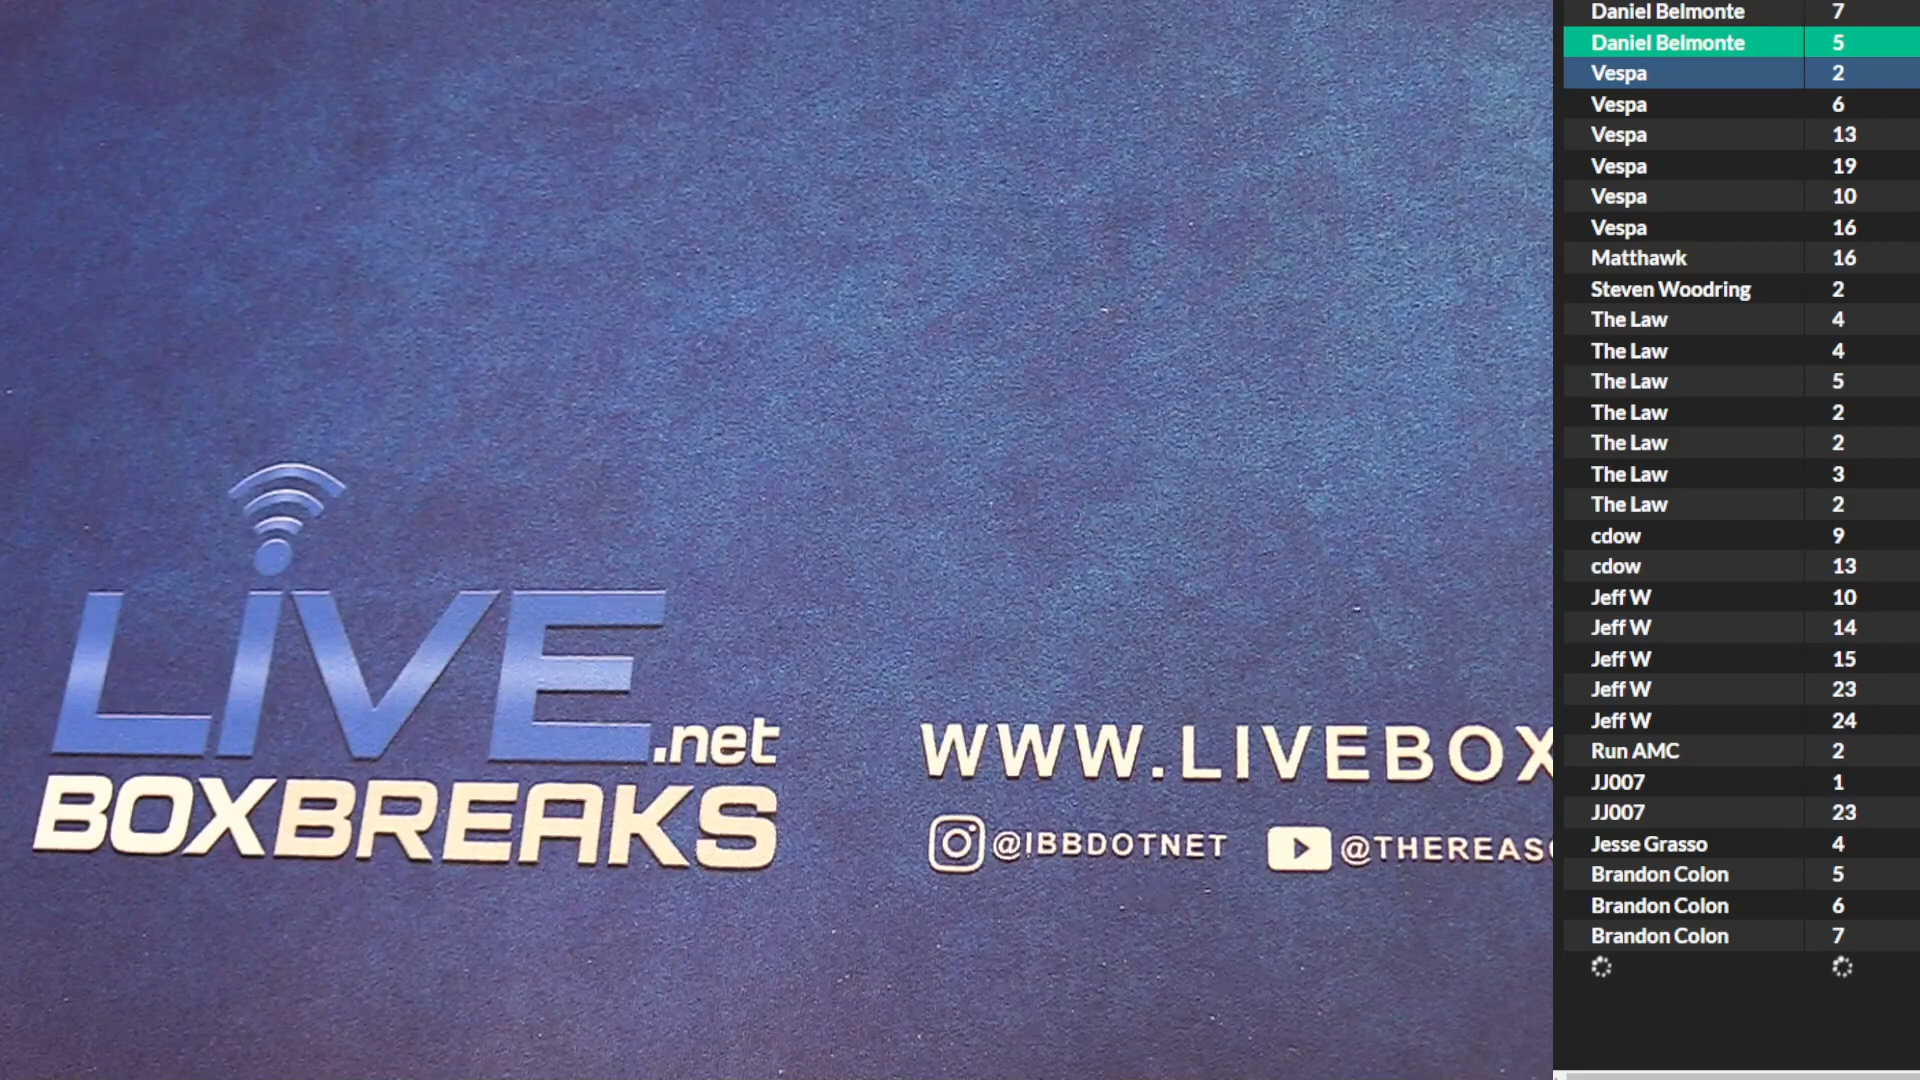 LIVE.net
BOXBREAKS
WWW.LIVEBOX
@IBBDOTNET
@THEREASO
Daniel Belmonte 7
Daniel Belmonte 5
Vespa 2
Vespa 6
Vespa 13
Vespa 19
Vespa 10
Vespa 16
Matthawk 16
Steven Woodring 2
The Law 4
The Law 4
The Law 5
The Law 2
The Law 2
The Law 3
The Law 2
cdow 9
cdow 13
Jeff W 10
Jeff W 14
Jeff W 15
Jeff W 23
Jeff W 24
Run AMC 2
JJ007 1
JJ007 23
Jesse Grasso 4
Brandon Colon 5
Brandon Colon 6
Brandon Colon 7